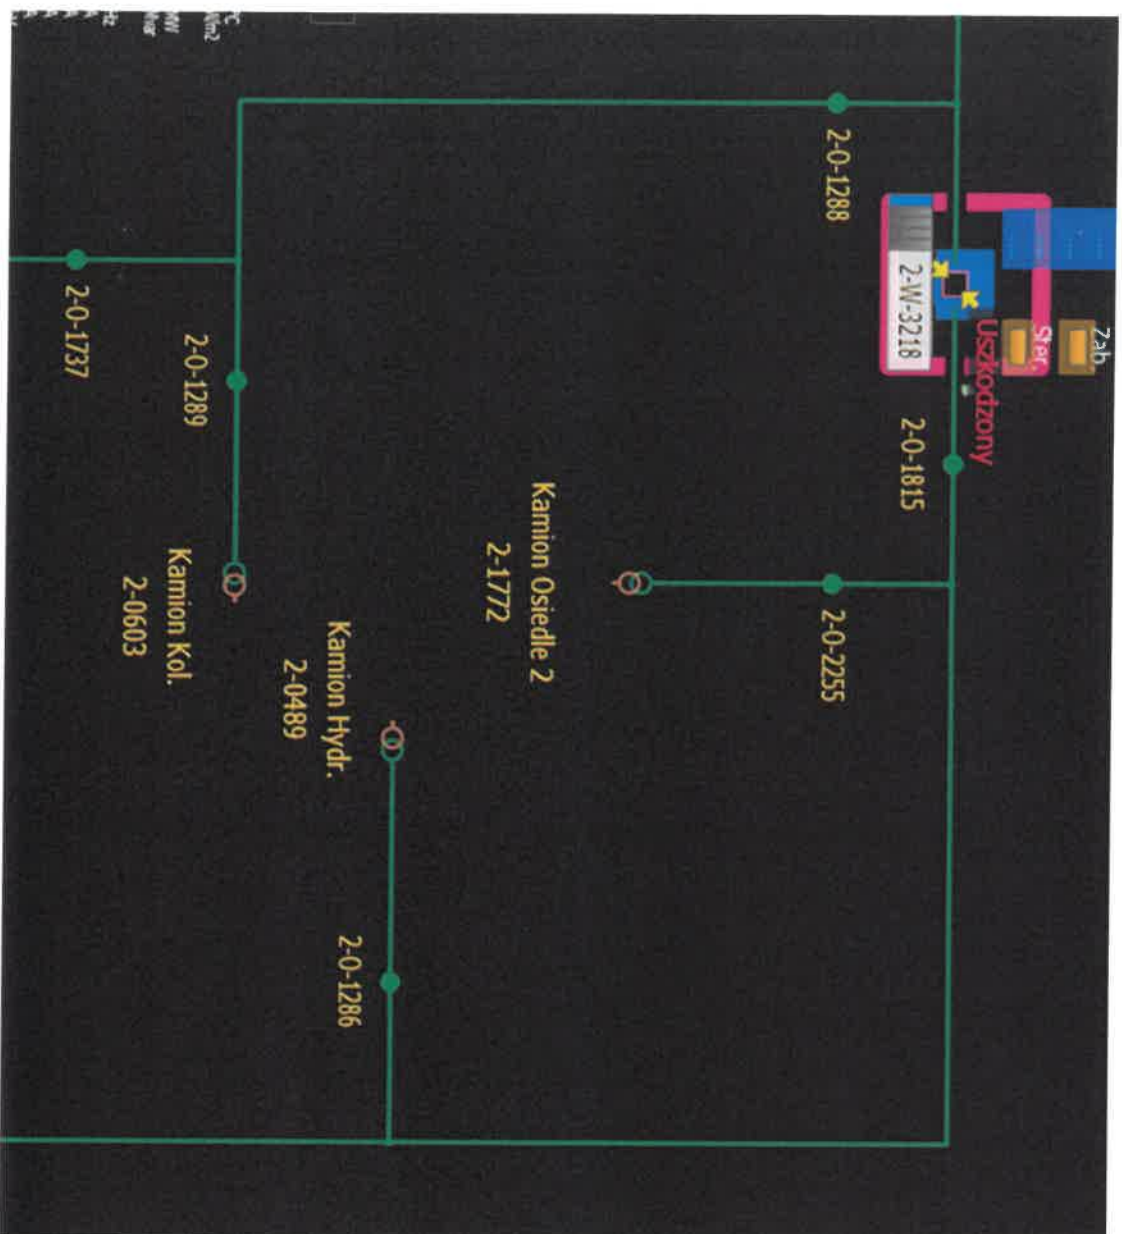 Zab.
Ster.
Uszkodzony
2-W-3218
2-0-1815
2-0-1288
2-0-2255
Kamion Osiedle 2
2-1772
2-0-1286
Kamion Hydr.
2-0489
2-0-1289
Kamion Kol.
2-0603
2-0-1737
°C
Hz